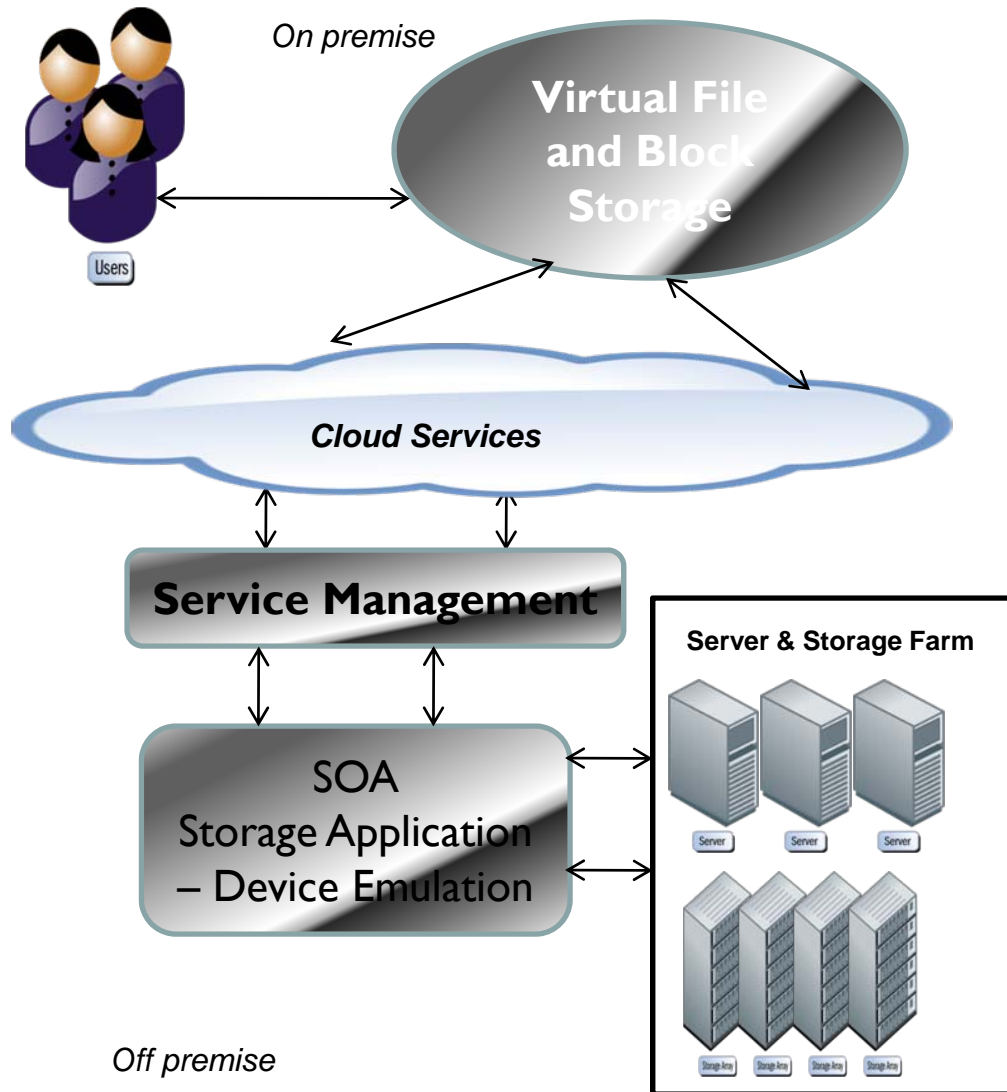 On premise
Virtual File
and Block
Storage
Users
Cloud Services
Service Management
Server & Storage Farm
Server
Server
Server
SOA
Storage Application
– Device Emulation
Storage Array
Storage Array
Storage Array
Storage Array
Off premise